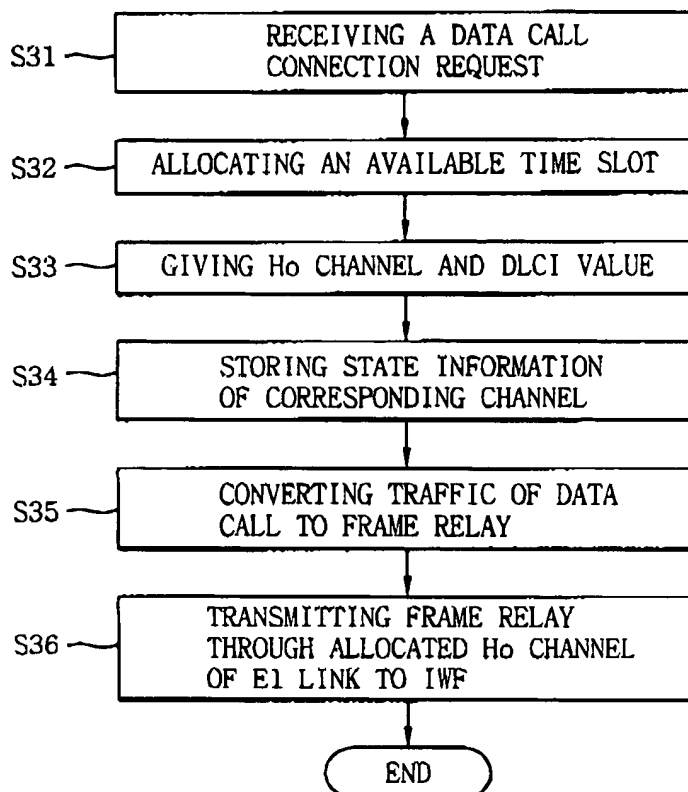 S31
RECEIVING A DATA CALL
CONNECTION REQUEST
S32
ALLOCATING AN AVAILABLE TIME SLOT
S33
GIVING Ho CHANNEL AND DLCI VALUE
S34
STORING STATE INFORMATION
OF CORRESPONDING CHANNEL
S35
CONVERTING TRAFFIC OF DATA
CALL TO FRAME RELAY
S36
TRANSMITTING FRAME RELAY
THROUGH ALLOCATED Ho CHANNEL
OF E1 LINK TO IWF
END